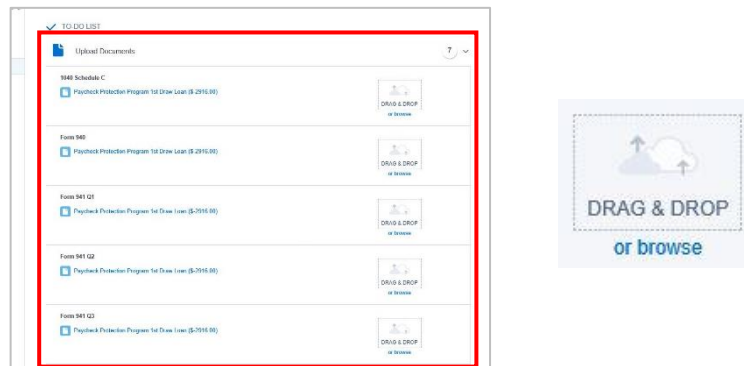 TO-DO LIST
Upload Documents 7
1040 Schedule C
Paycheck Protection Program 1st Draw Loan ($-2916.00)
DRAG & DROP
or browse
Form 940
Paycheck Protection Program 1st Draw Loan ($-2916.00)
DRAG & DROP
or browse
Form 941 Q1
Paycheck Protection Program 1st Draw Loan ($-2916.00)
DRAG & DROP
or browse
Form 941 Q2
Paycheck Protection Program 1st Draw Loan ($-2916.00)
DRAG & DROP
or browse
Form 941 Q3
Paycheck Protection Program 1st Draw Loan ($-2916.00)
DRAG & DROP
or browse
DRAG & DROP
or browse